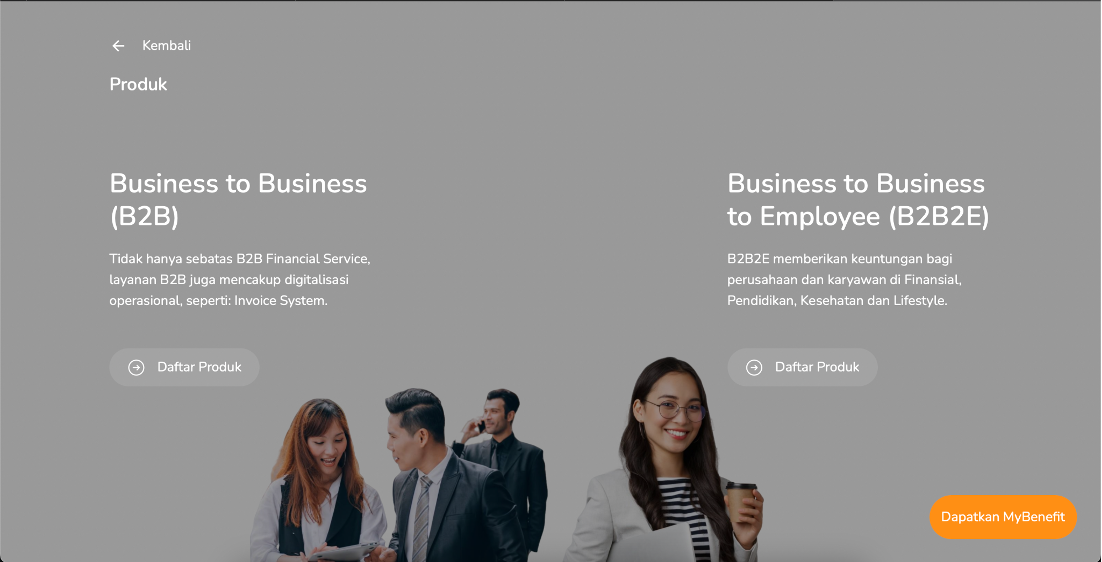 Kembali
Produk
Business to Business
(B2B)
Tidak hanya sebatas B2B Financial Service,
layanan B2B juga mencakup digitalisasi
operasional, seperti: Invoice System.
Daftar Produk
Business to Business
to Employee (B2B2E)
B2B2E memberikan keuntungan bagi
perusahaan dan karyawan di Finansial,
Pendidikan, Kesehatan dan Lifestyle.
Daftar Produk
Dapatkan MyBenefit